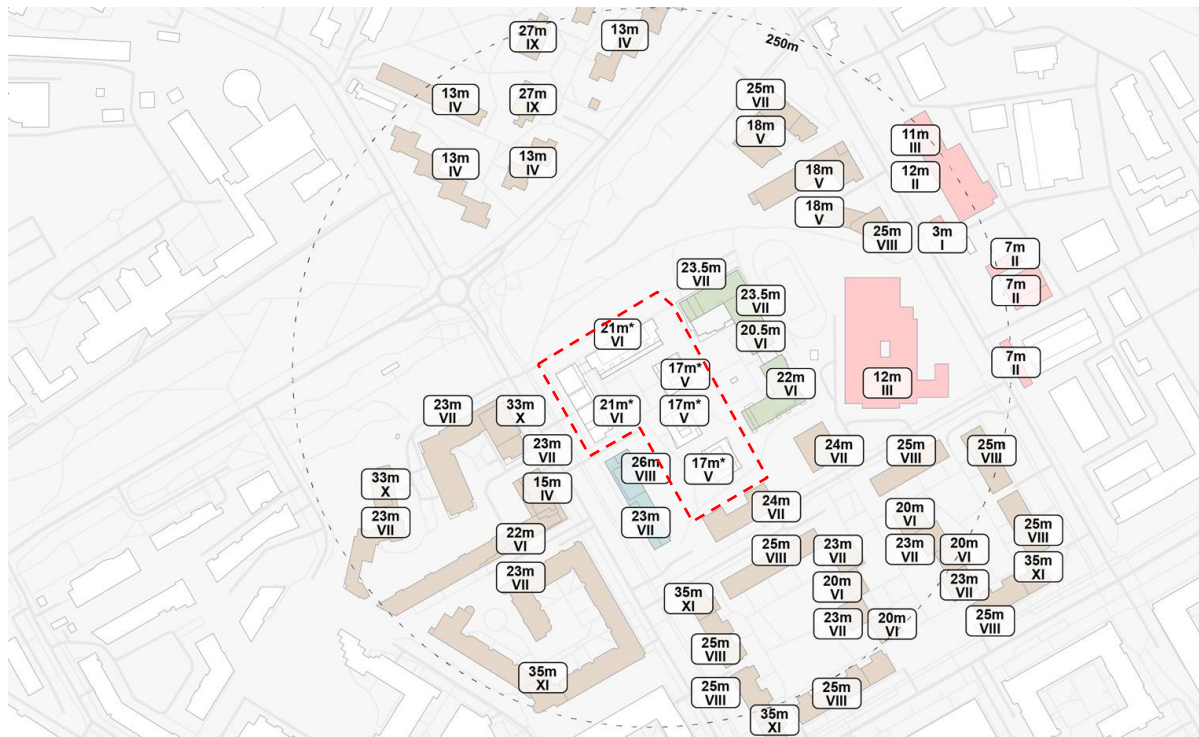 27m
IX
13m
IV
250m
13m
IV
27m
IX
25m
VII
18m
V
11m
III
13m
IV
13m
IV
18m
V
12m
II
18m
V
25m
VIII
3m
I
7m
II
7m
II
23.5m
VII
23.5m
VII
21m*
VI
20.5m
VI
17m*
V
22m
VI
12m
III
7m
II
23m
VII
33m
X
21m*
VI
17m*
V
23m
VII
26m
VIII
17m*
V
24m
VII
25m
VIII
25m
VIII
33m
X
15m
IV
24m
VII
23m
VII
22m
VI
23m
VII
20m
VI
25m
VIII
25m
VIII
23m
VII
23m
VII
20m
VI
35m
XI
23m
VII
35m
XI
20m
VI
23m
VII
25m
VIII
23m
VII
20m
VI
25m
VIII
35m
XI
25m
VIII
25m
VIII
35m
XI